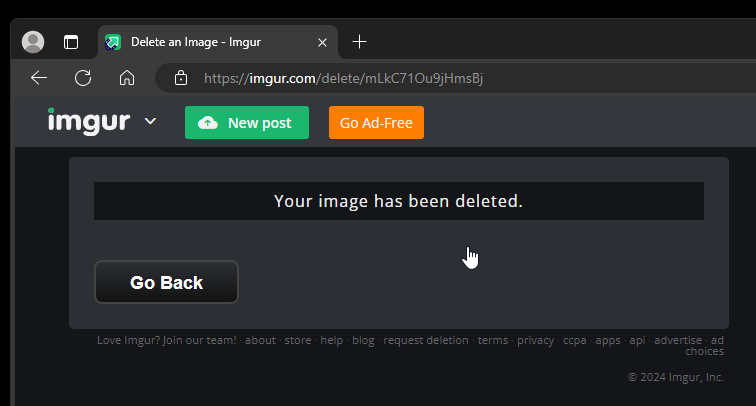 Delete an Image - Imgur
https://imgur.com/delete/mLkC71Ou9jHmsBj
imgur
New post
Go Ad-Free
Your image has been deleted.
Go Back
Love Imgur? Join our team! · about · store · help · blog · request deletion · terms · privacy · ccpa · apps · api · advertise · ad
choices
© 2024 Imgur, Inc.